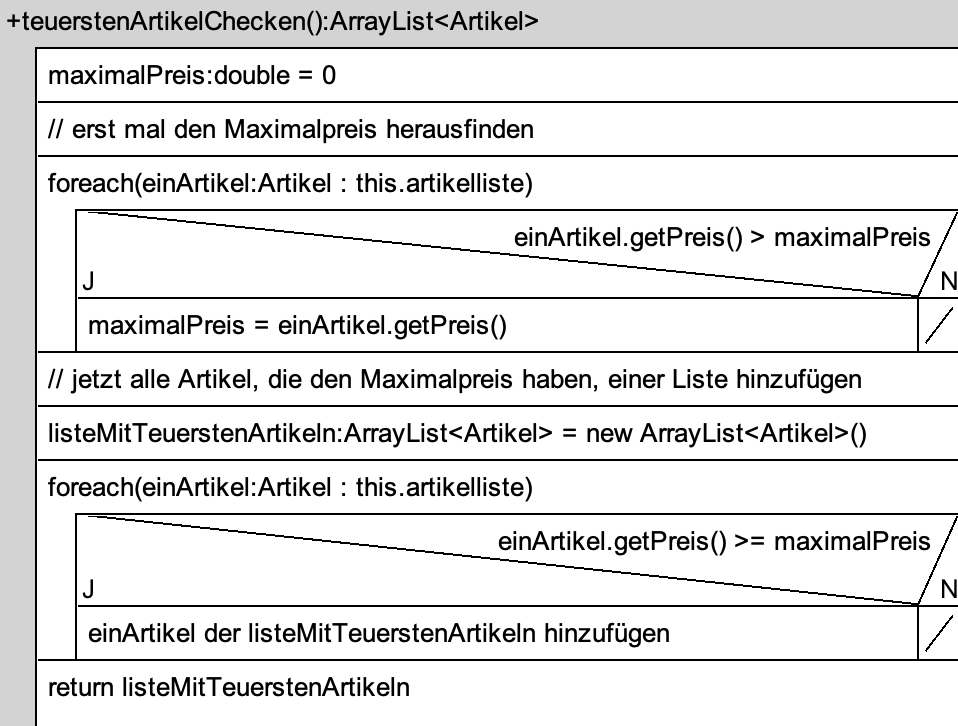 +teuerstenArtikelChecken():ArrayList<Artikel>
maximalPreis:double = 0
// erst mal den Maximalpreis herausfinden
foreach(einArtikel:Artikel : this.artikelliste)
einArtikel.getPreis() > maximalPreis
J
N
maximalPreis = einArtikel.getPreis()
// jetzt alle Artikel, die den Maximalpreis haben, einer Liste hinzufügen
listeMitTeuerstenArtikeln:ArrayList<Artikel> = new ArrayList<Artikel>()
foreach(einArtikel:Artikel : this.artikelliste)
einArtikel.getPreis() >= maximalPreis
J
N
einArtikel der listeMitTeuerstenArtikeln hinzufügen
return listeMitTeuerstenArtikeln